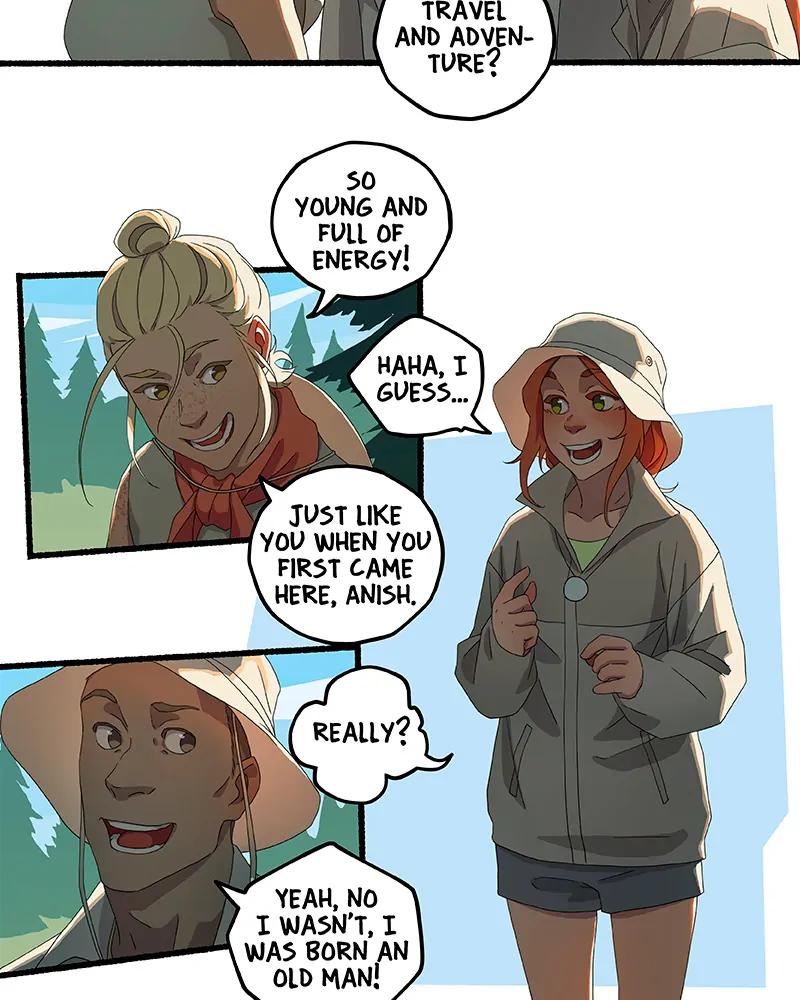 TRAVEL
AND ADVEN-
TURE?
SO
YOUNG AND
FULL OF
ENERGY!
HAHA, I
GUESS...
JUST LIKE
YOU WHEN YOU
FIRST CAME
HERE, ANISH.
REALLY?
YEAH, NO
I WASN'T, I
WAS BORN AN
OLD MAN!